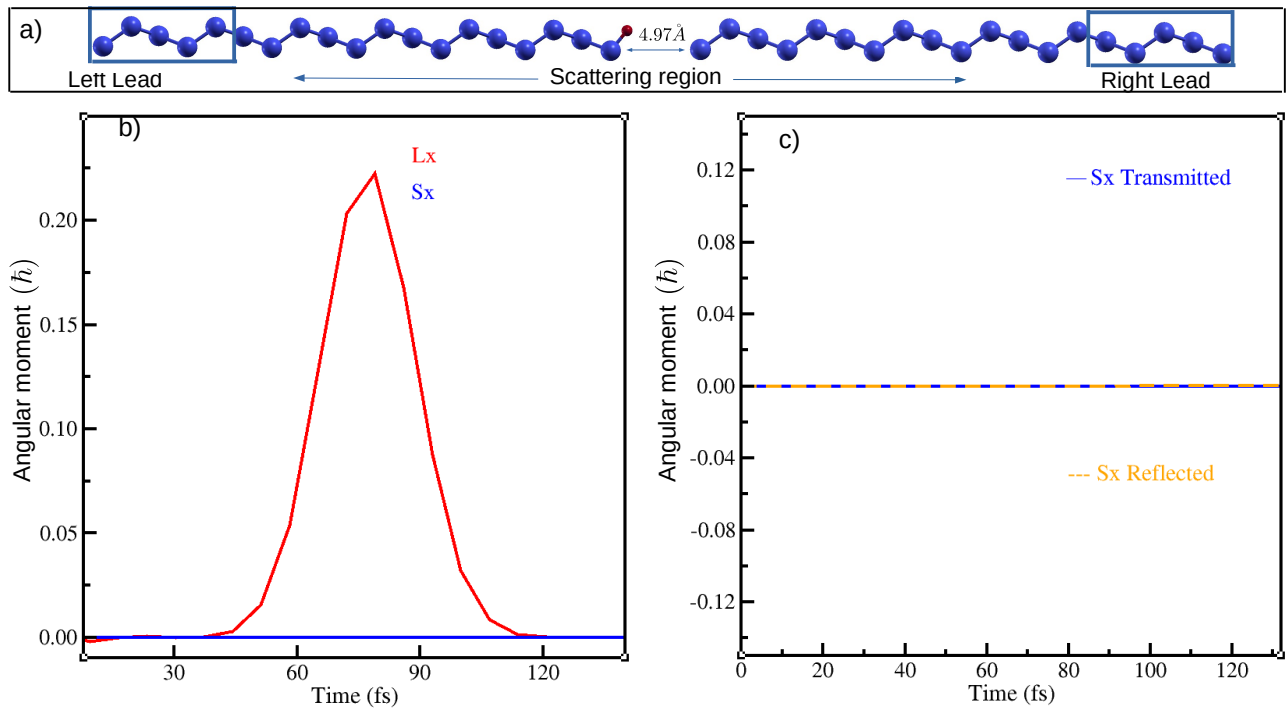 a)
4.97Å
Left Lead
Scattering region
Right Lead
b)
Lx
Sx
0.20
0.15
0.10
0.05
0.00
Angular moment (ℏ)
30
60
90
120
Time (fs)
c)
— Sx Transmitted
--- Sx Reflected
0.12
0.08
0.04
0.00
-0.04
-0.08
-0.12
Angular moment (ℏ)
0
20
40
60
80
100
120
Time (fs)